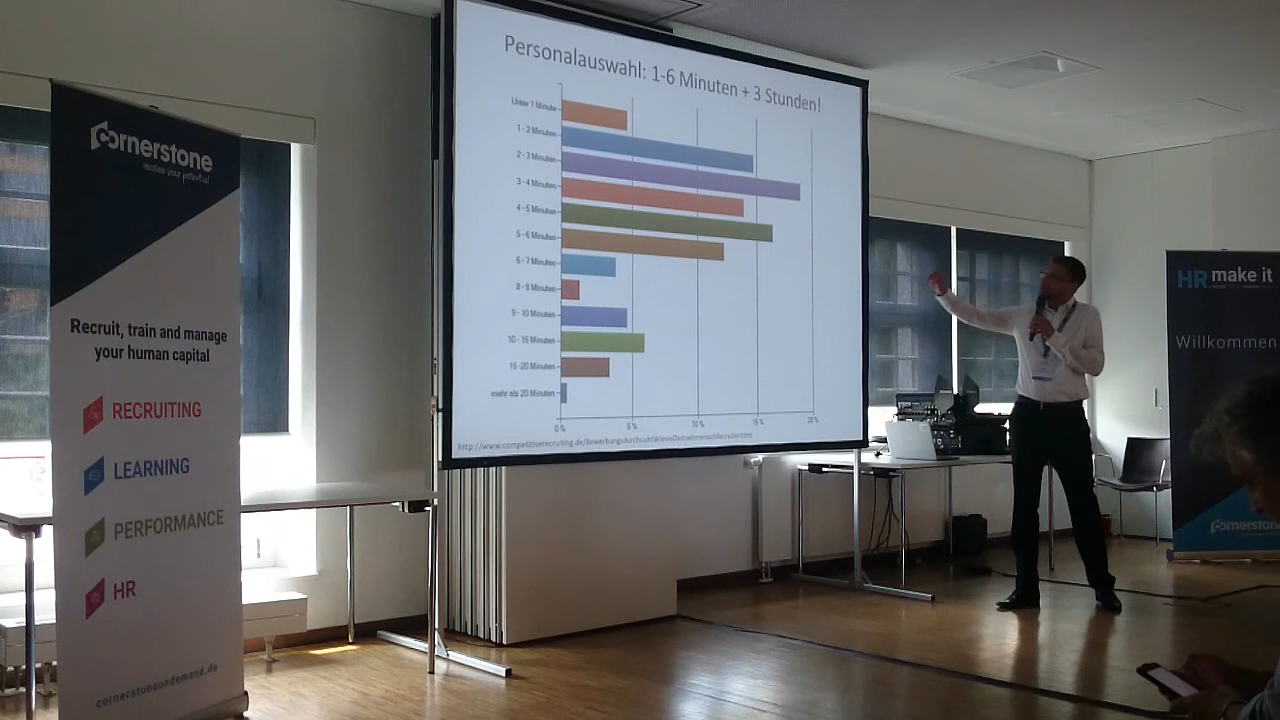 cornerstone
realise your potential
Recruit, train and manage
your human capital
RECRUITING
LEARNING
PERFORMANCE
HR
cornerstoneondemand.de
Personalauswahl: 1-6 Minuten + 3 Stunden!
Unter 1 Minute
1 - 2 Minuten
2 - 3 Minuten
3 - 4 Minuten
4 - 5 Minuten
5 - 6 Minuten
6 - 7 Minuten
8 - 9 Minuten
9 - 10 Minuten
10 - 15 Minuten
15 - 20 Minuten
mehr als 20 Minuten
0% 5% 10% 15% 20%
HR make it
Willkommen
cornerstone